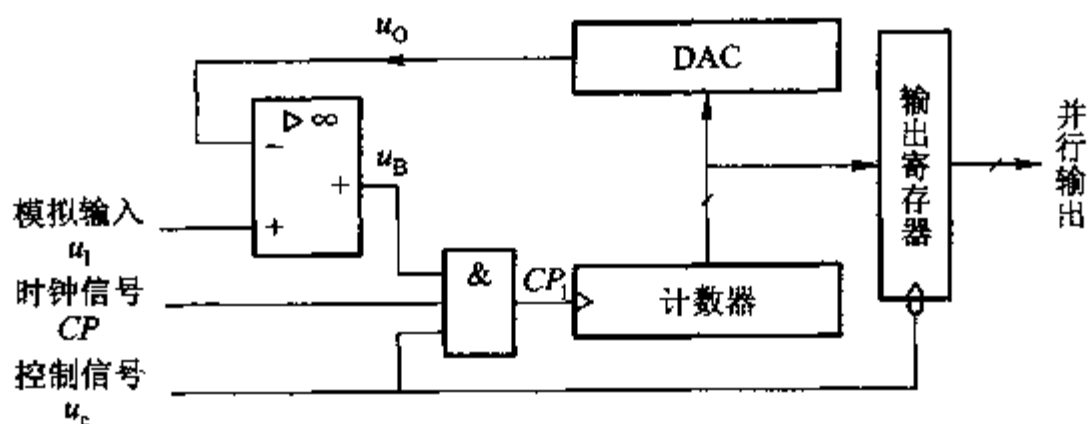 u_O
DAC
▷ ∞
−
u_B
+
模拟输入
u_I
+
时钟信号
CP
&
CP_1
计数器
控制信号
u_c
输出寄存器
并行输出